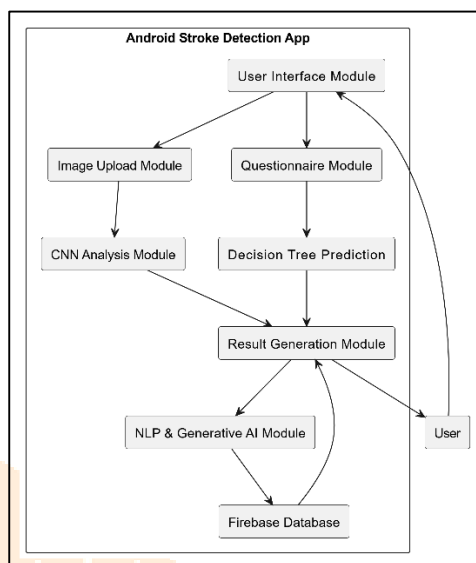 Android Stroke Detection App
User Interface Module
Image Upload Module
Questionnaire Module
CNN Analysis Module
Decision Tree Prediction
Result Generation Module
NLP & Generative AI Module
User
Firebase Database